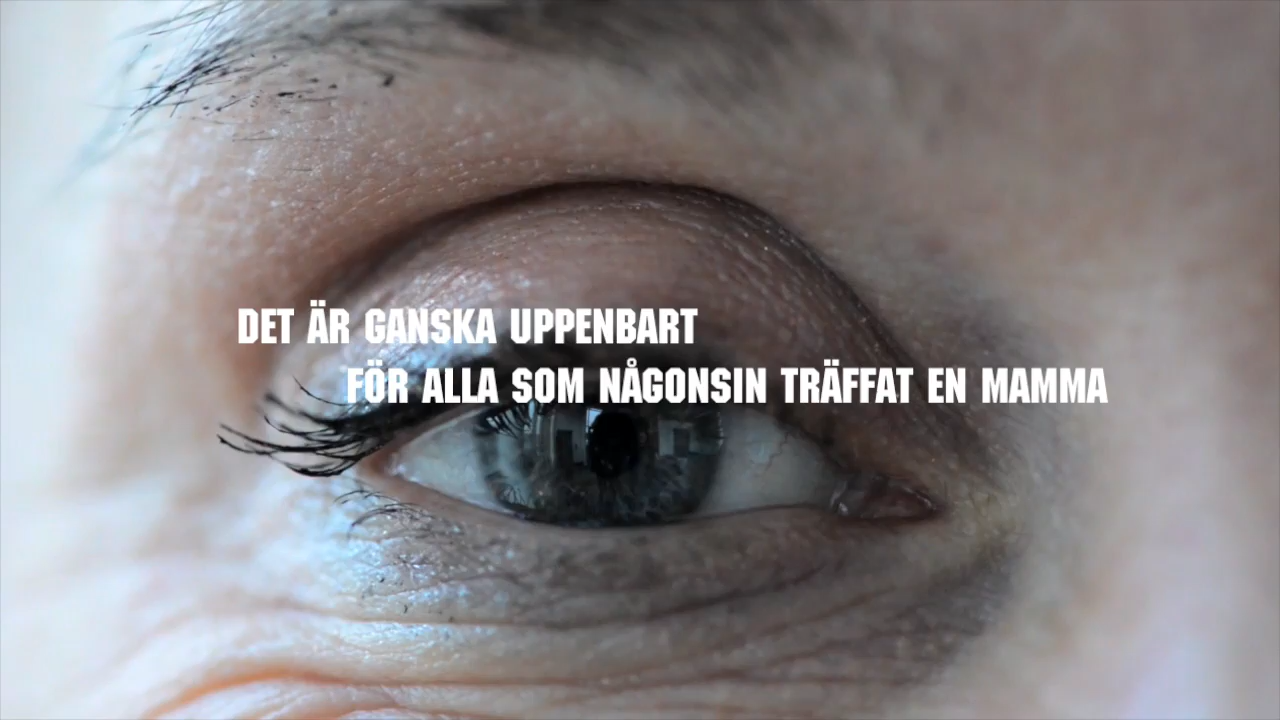 DET ÄR GANSKA UPPENBART
FÖR ALLA SOM NÅGONSIN TRÄFFAT EN MAMMA